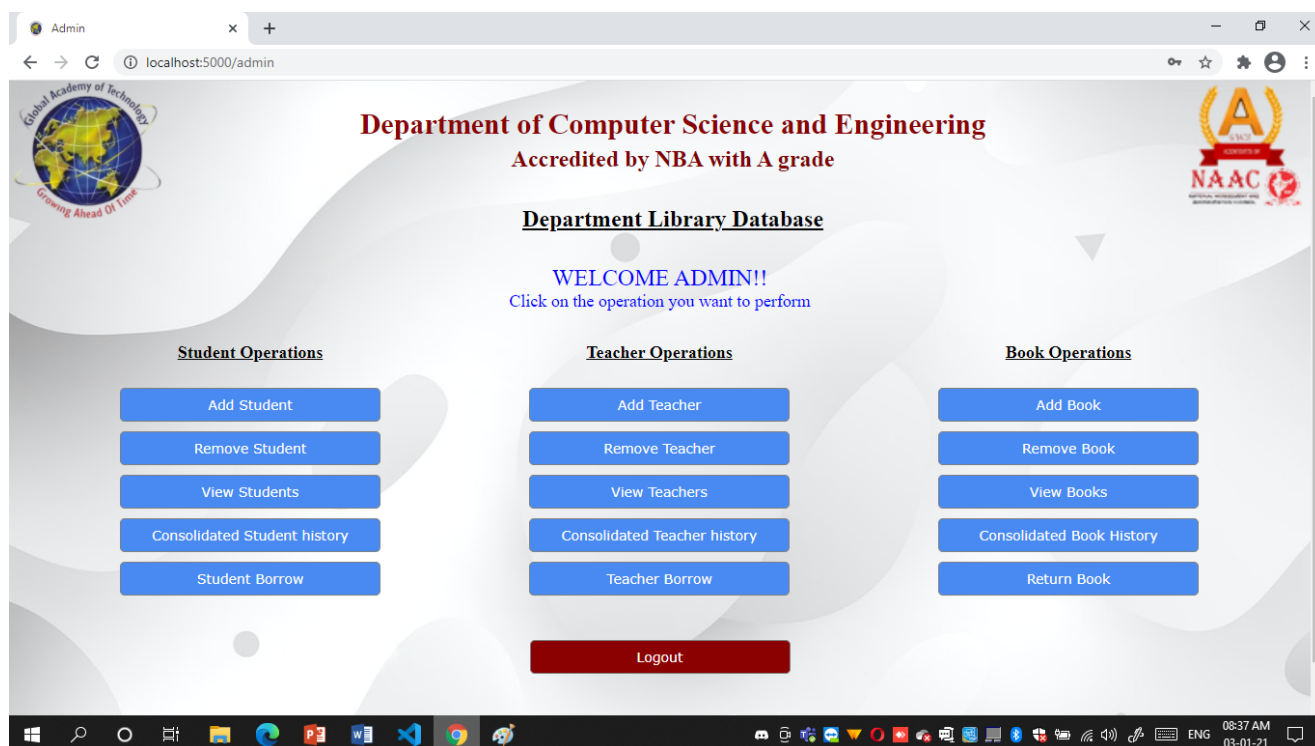 Admin
localhost:5000/admin
Global Academy of Technology
Growing Ahead Of Time
Department of Computer Science and Engineering
Accredited by NBA with A grade
A
NAAC
Department Library Database
WELCOME ADMIN!!
Click on the operation you want to perform
Student Operations Teacher Operations Book Operations
Add Student Add Teacher Add Book
Remove Student Remove Teacher Remove Book
View Students View Teachers View Books
Consolidated Student history Consolidated Teacher history Consolidated Book History
Student Borrow Teacher Borrow Return Book
Logout
ENG
08:37 AM
03-01-21